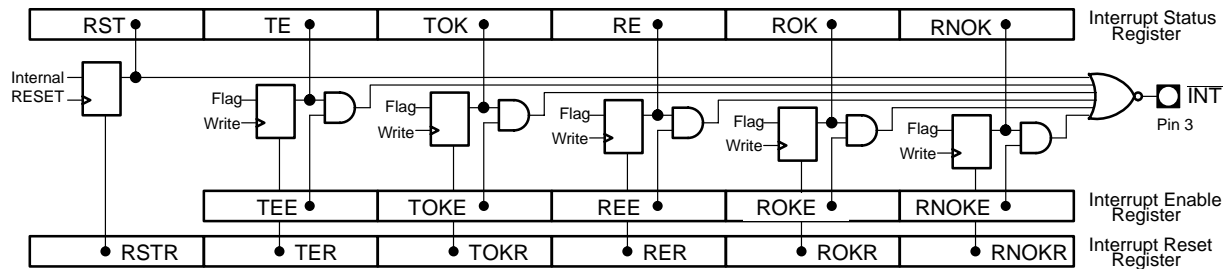 RST TE TOK RE ROK RNOK
Interrupt Status
Register
Internal
RESET
Flag
Write
Flag
Write
Flag
Write
Flag
Write
Flag
Write
INT
Pin 3
TEE TOKE REE ROKE RNOKE
Interrupt Enable
Register
RSTR TER TOKR RER ROKR RNOKR
Interrupt Reset
Register